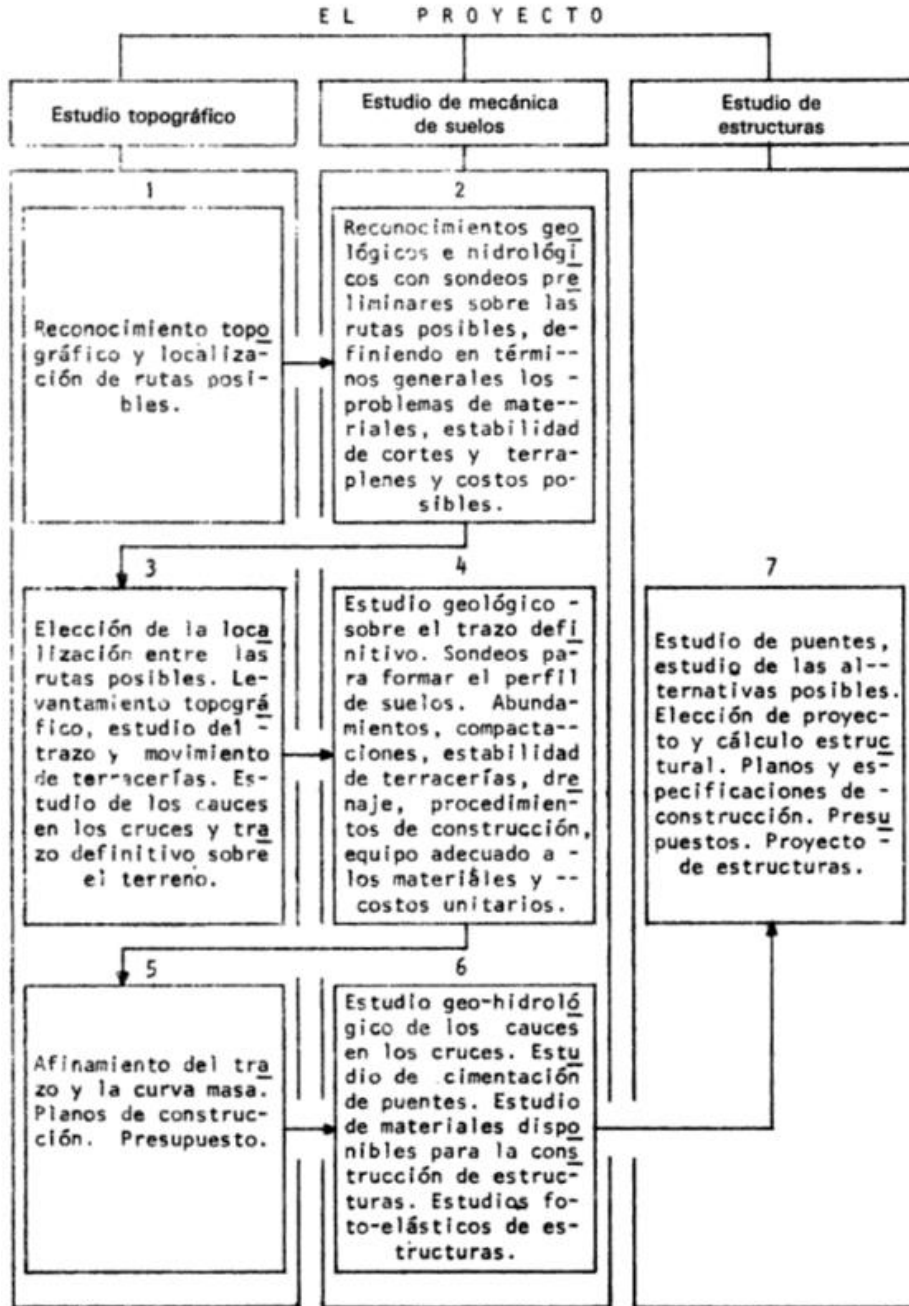 EL PROYECTO
Estudio topográfico
Estudio de mecánica
de suelos
Estudio de
estructuras
1
Reconocimiento topo
gráfico y localiza-
ción de rutas posi-
bles.
2
Reconocimientos geo
lógicos e hidrológi
cos con sondeos pre
liminares sobre las
rutas posibles, de-
finiendo en térmi--
nos generales los -
problemas de mate--
riales, estabilidad
de cortes y terra-
plenes y costos po-
sibles.
3
Elección de la loca
lización entre las
rutas posibles. Le-
vantamiento topográ
fico, estudio del -
trazo y movimiento
de terracerías. Es-
tudio de los cauces
en los cruces y tra
zo definitivo sobre
el terreno.
4
Estudio geológico -
sobre el trazo defi
nitivo. Sondeos pa-
ra formar el perfil
de suelos. Abunda-
mientos, compacta--
ciones, estabilidad
de terracerías, dre
naje, procedimien-
tos de construcción,
equipo adecuado a -
los materiales y --
costos unitarios.
5
Afinamiento del tra
zo y la curva masa.
Planos de construc-
ción. Presupuesto.
6
Estudio geo-hidroló
gico de los cauces
en los cruces. Estu
dio de cimentación
de puentes. Estudio
de materiales dispo
nibles para la cons
trucción de estruc-
turas. Estudios fo-
to-elásticos de es-
tructuras.
7
Estudio de puentes,
estudio de las al--
ternativas posibles.
Elección de proyec-
to y cálculo estruc
tural. Planos y es-
pecificaciones de -
construcción. Presu
puestos. Proyecto -
de estructuras.